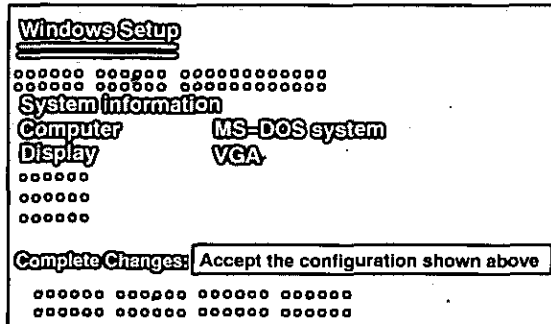 Windows Setup
System information
Computer MS-DOS system
Display VGA
Complete Changes: Accept the configuration shown above